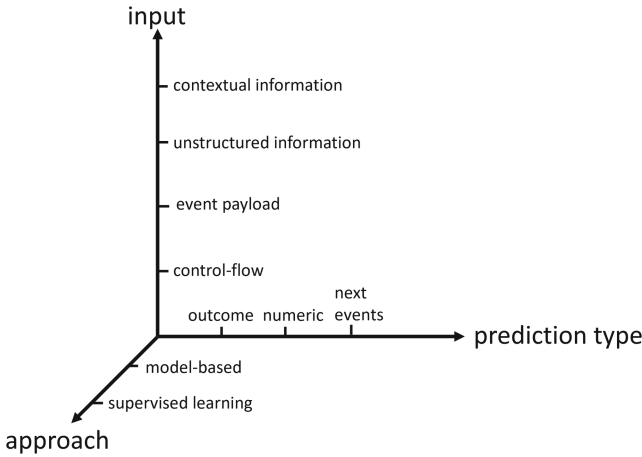 input
contextual information
unstructured information
event payload
control-flow
next
outcome numeric events
prediction type
model-based
supervised learning
approach